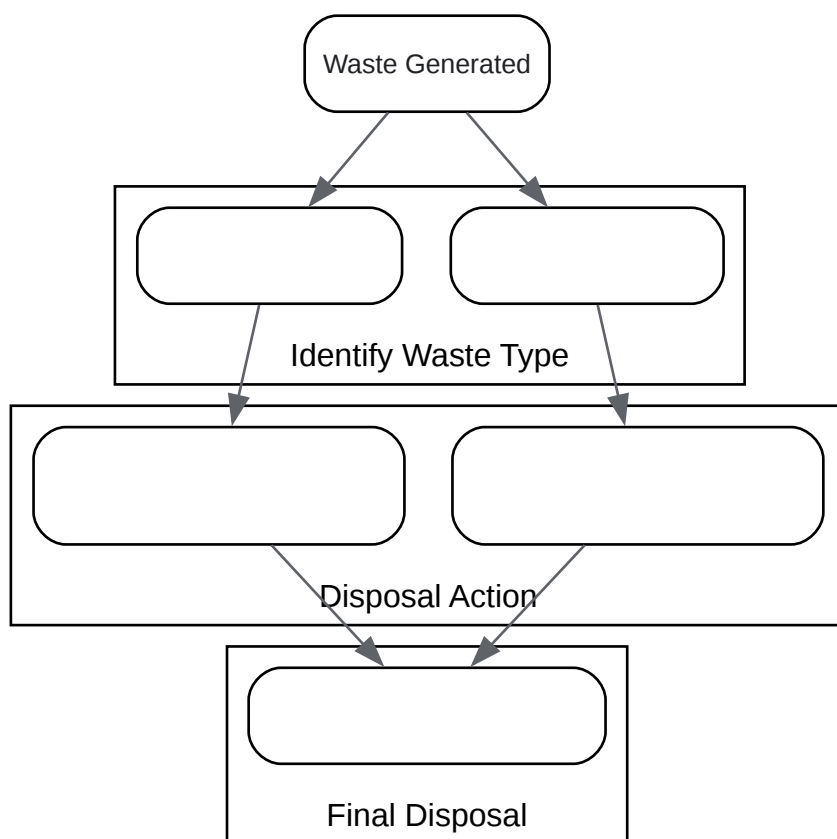 Waste Generated
Identify Waste Type
Disposal Action
Final Disposal